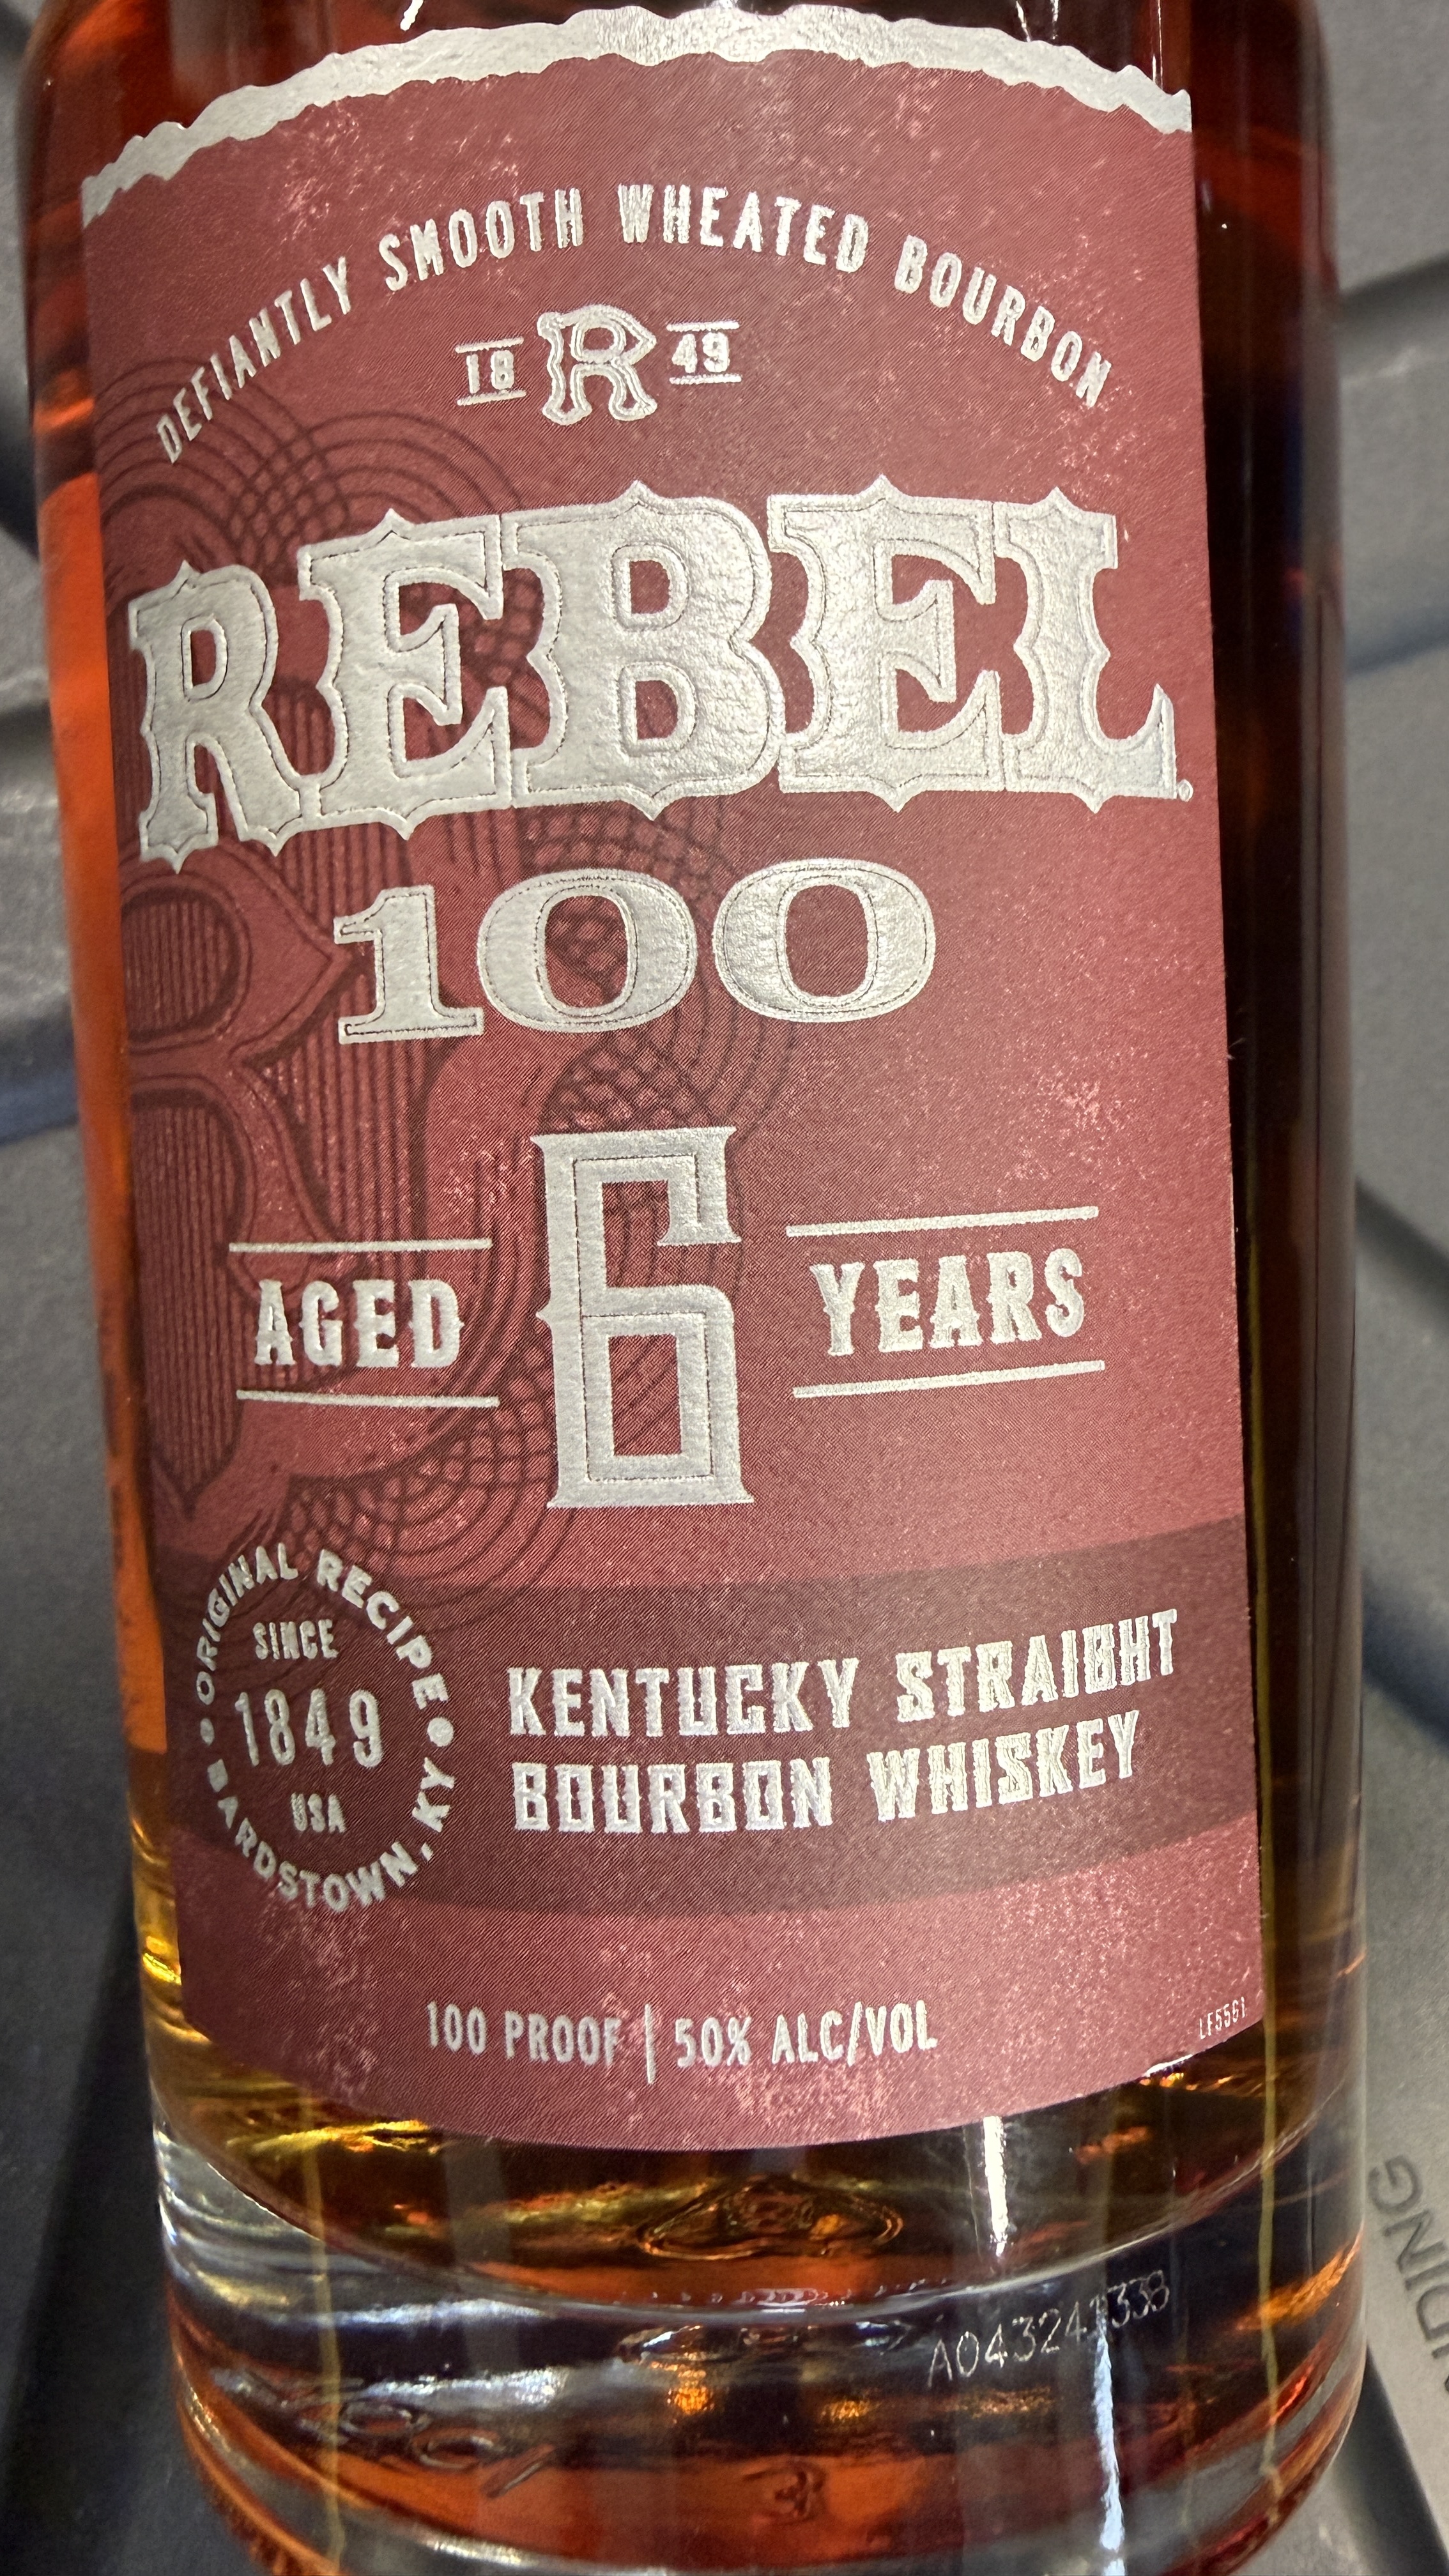 DEFIANTLY SMOOTH WHEATED BOURBON
18 R 49
REBEL®
100
AGED 6 YEARS
ORIGINAL RECIPE
SINCE
1849
USA
BARDSTOWN, KY
KENTUCKY STRAIGHT
BOURBON WHISKEY
100 PROOF | 50% ALC/VOL
LF5561
DING